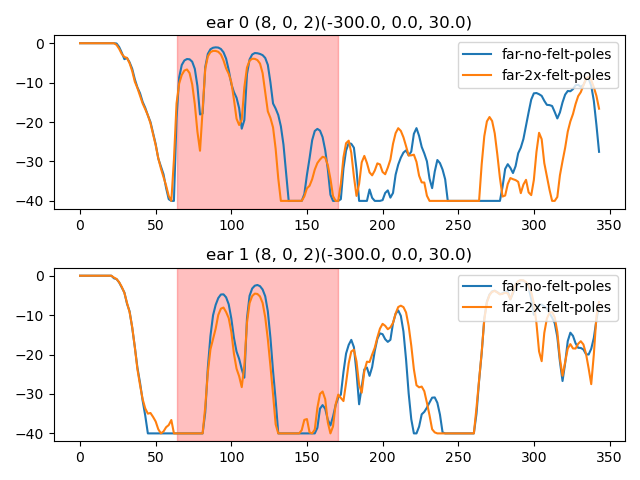 ear 0 (8, 0, 2)(-300.0, 0.0, 30.0)
0
−10
−20
−30
−40
far-no-felt-poles
far-2x-felt-poles
0 50 100 150 200 250 300 350
ear 1 (8, 0, 2)(-300.0, 0.0, 30.0)
0
−10
−20
−30
−40
far-no-felt-poles
far-2x-felt-poles
0 50 100 150 200 250 300 350